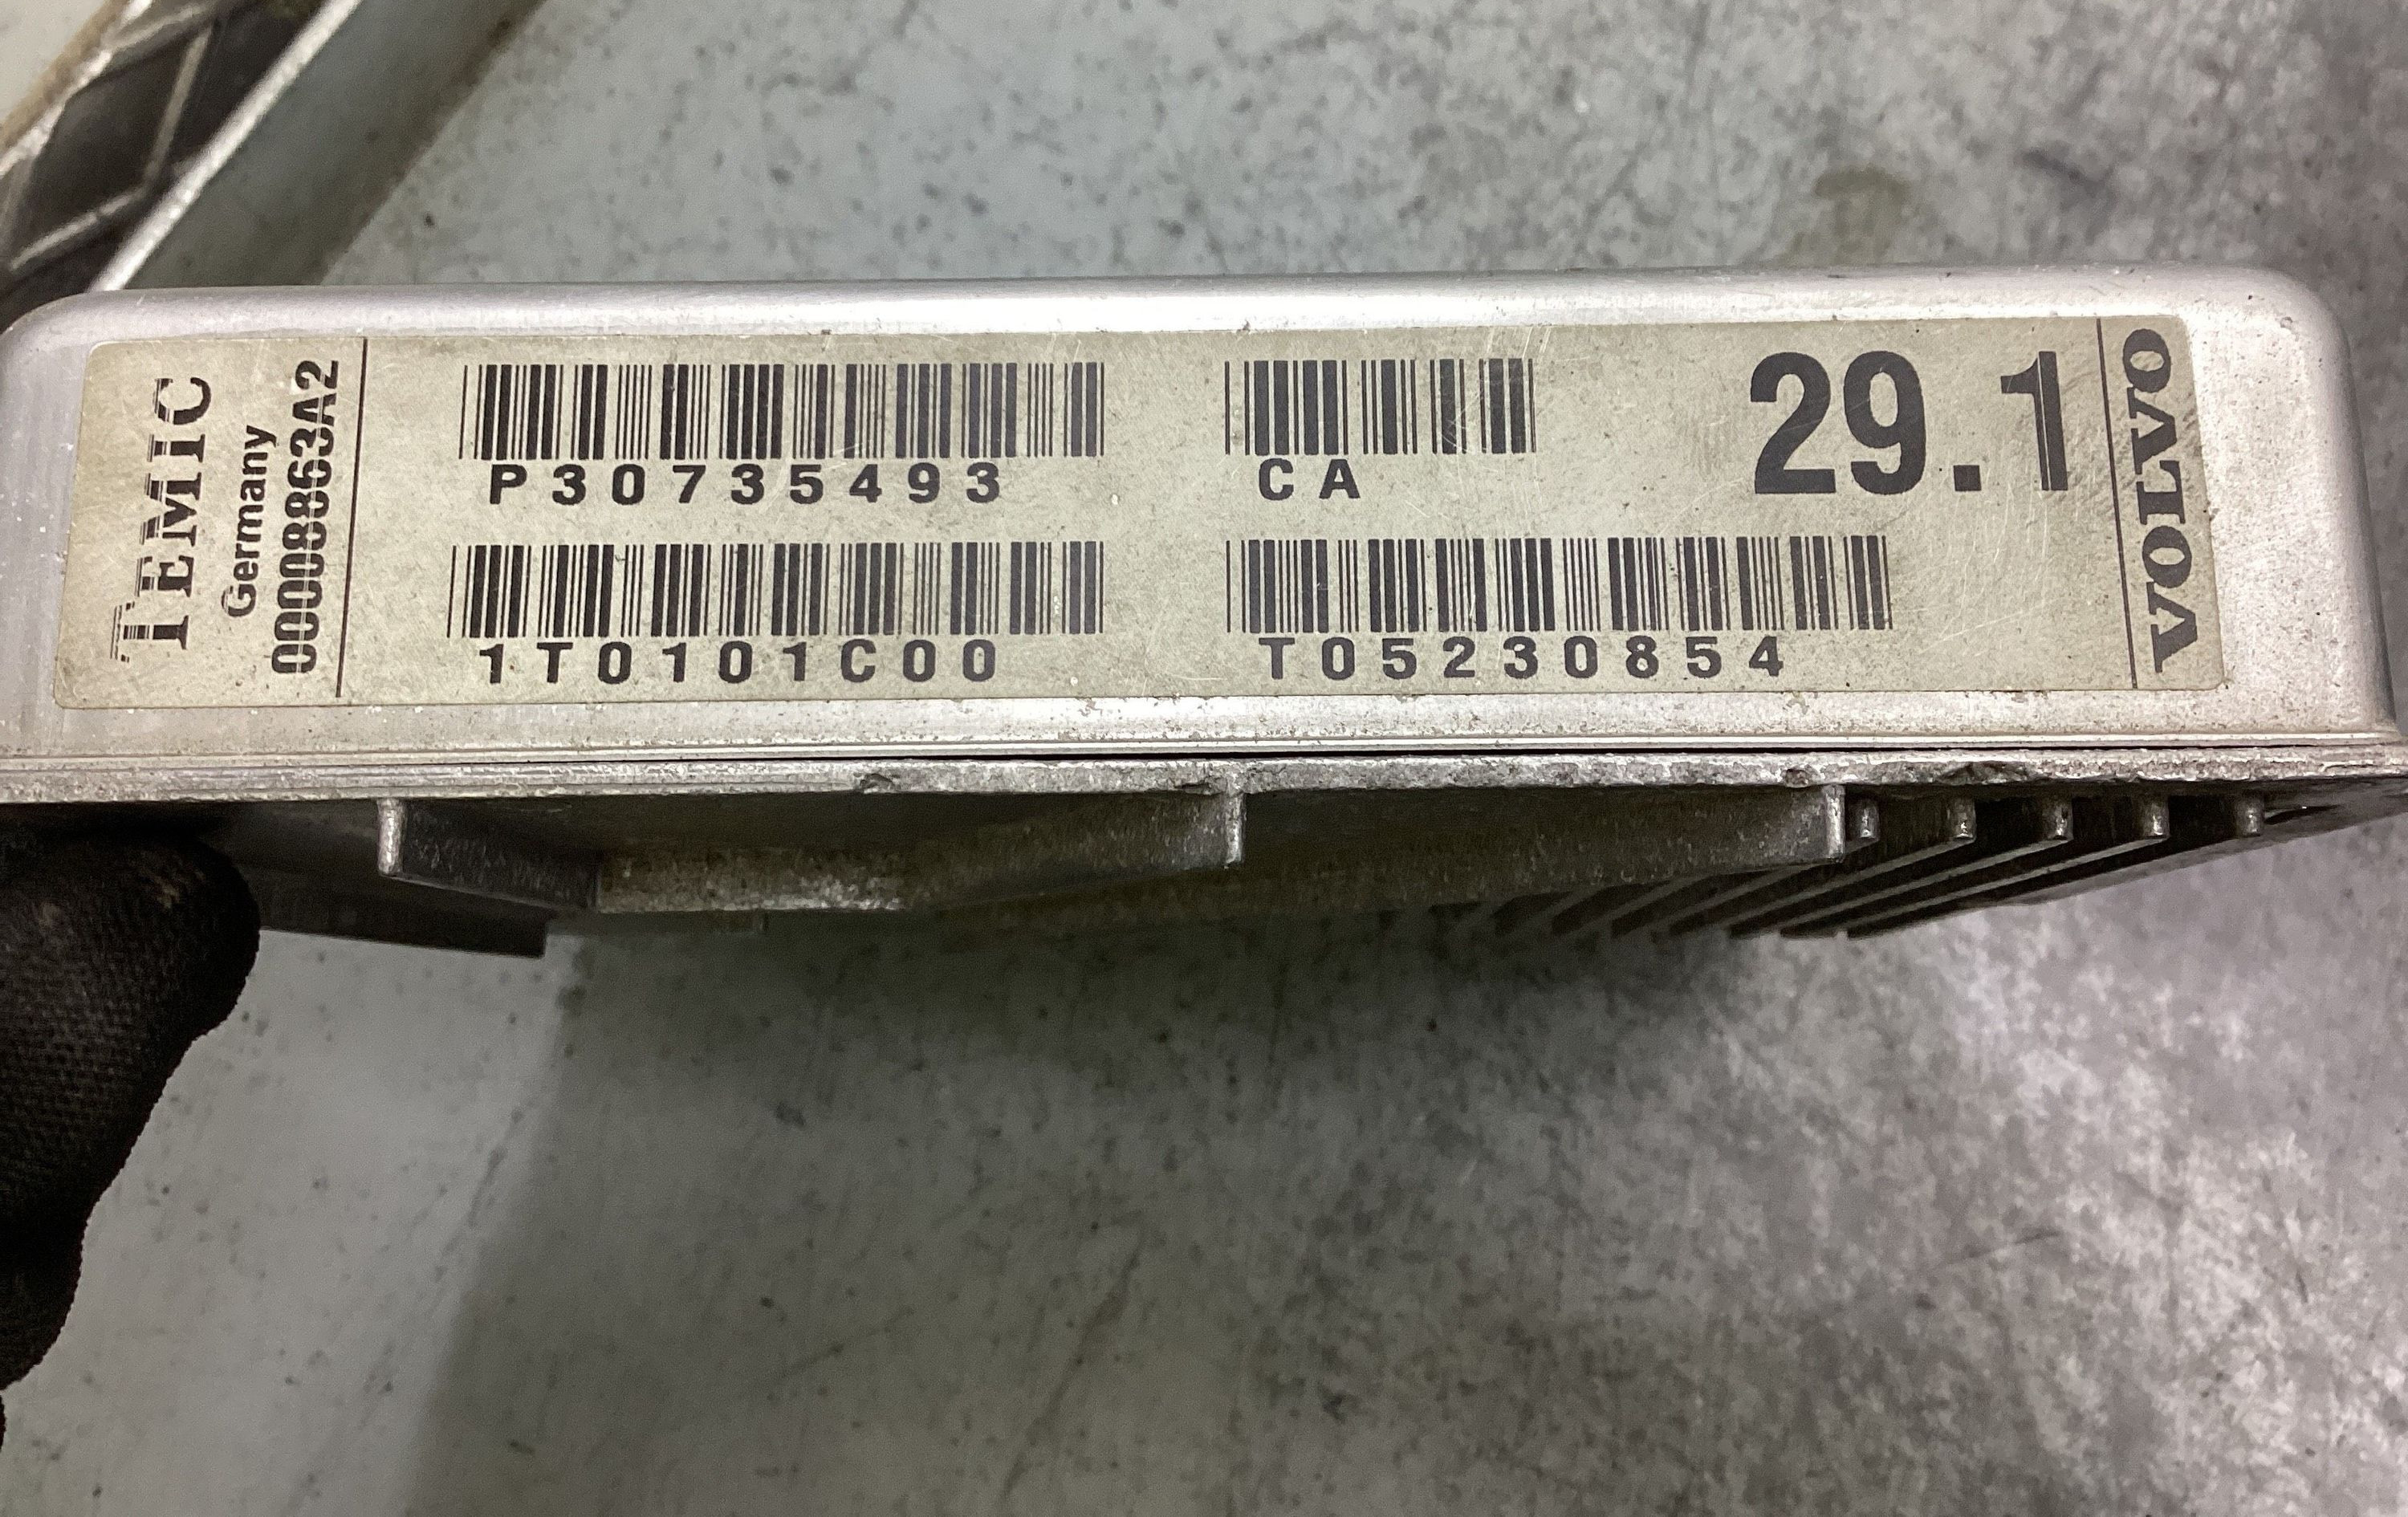 TEMIC
Germany
00008863A2
P30735493
CA
29.1
1T0101C00
T05230854
VOLVO